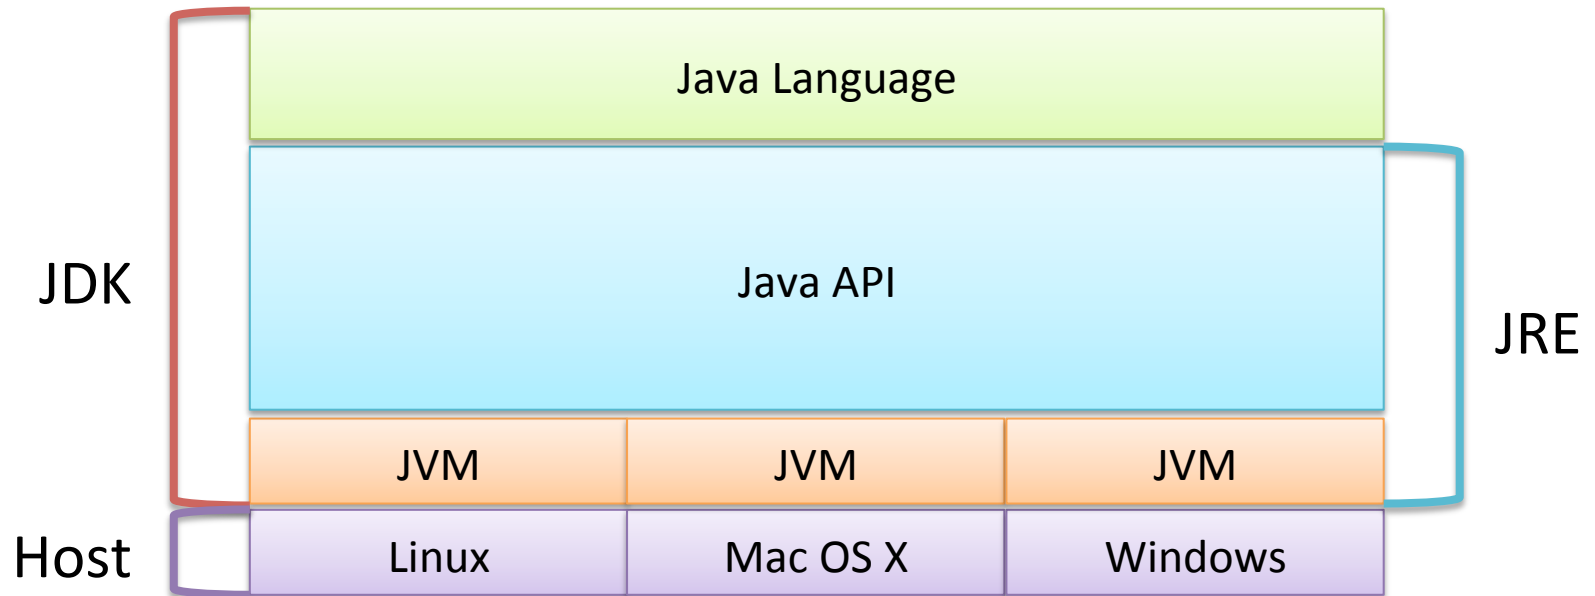 Java Language
JDK
Java API
JRE
JVM
JVM
JVM
Host
Linux
Mac OS X
Windows